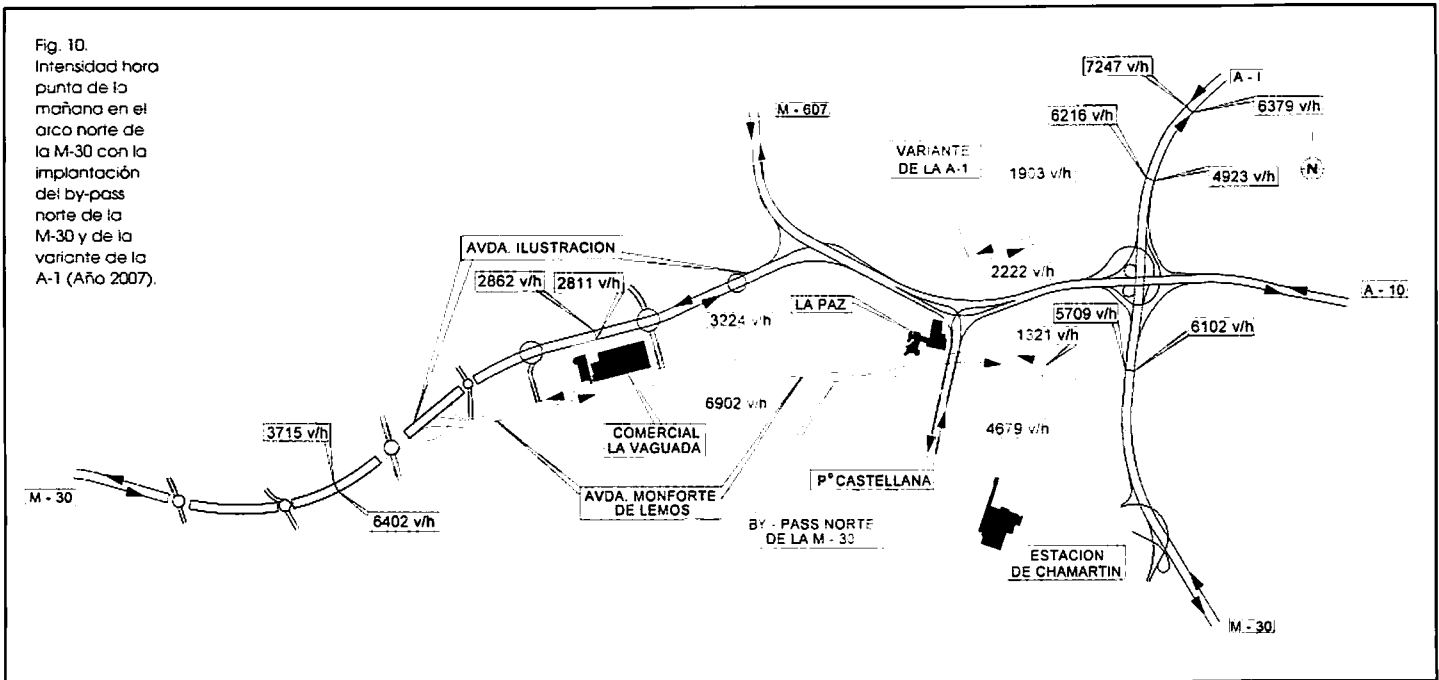 Fig. 10.
Intensidad hora
punta de la
mañana en el
arco norte de
la M-30 con la
implantación
del by-pass
norte de la
M-30 y de la
variante de la
A-1 (Año 2007).
7247 v/h
A - 1
6379 v/h
M - 607
6216 v/h
VARIANTE
DE LA A-1
1903 v/h
4923 v/h
N
AVDA. ILUSTRACION
2862 v/h
2811 v/h
2222 v/h
LA PAZ
A - 10
3224 v/h
5709 v/h
1321 v/h
6102 v/h
6902 v/h
COMERCIAL
LA VAGUADA
4679 v/h
3715 v/h
Pº CASTELLANA
M - 30
AVDA. MONFORTE
DE LEMOS
6402 v/h
BY - PASS NORTE
DE LA M - 30
ESTACION
DE CHAMARTIN
M - 30